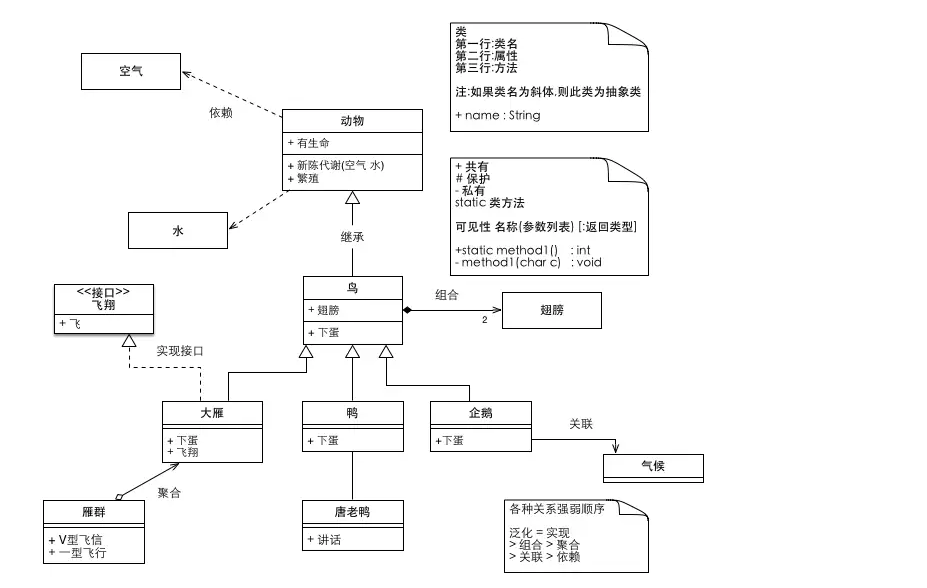 类
第一行:类名
第二行:属性
第三行:方法
注:如果类名为斜体,则此类为抽象类
+ name : String
空气
依赖
动物
+ 有生命
+ 新陈代谢(空气 水)
+ 繁殖
+ 共有
# 保护
- 私有
static 类方法
可见性 名称(参数列表) [:返回类型]
+static method1() : int
- method1(char c) : void
水
继承
<<接口>>
飞翔
+ 飞
鸟
+ 翅膀
+ 下蛋
组合
2
翅膀
实现接口
大雁
+ 下蛋
+ 飞翔
鸭
+ 下蛋
企鹅
+下蛋
关联
气候
聚合
雁群
+ V型飞信
+ 一型飞行
唐老鸭
+ 讲话
各种关系强弱顺序
泛化 = 实现
> 组合 > 聚合
> 关联 > 依赖